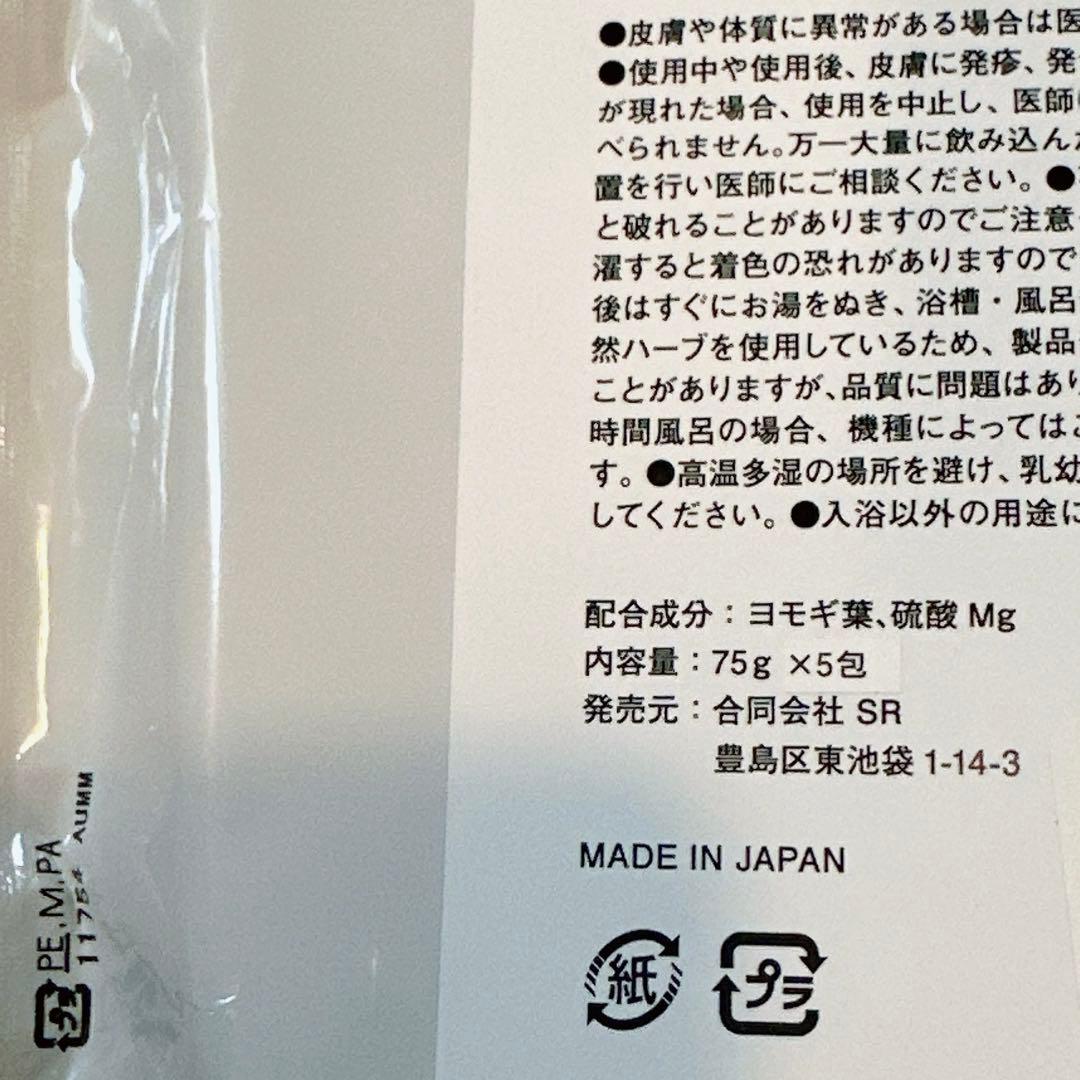 ●皮膚や体質に異常がある場合は医
●使用中や使用後、皮膚に発疹、発
が現れた場合、使用を中止し、医師に
べられません。万一大量に飲み込んだ
置を行い医師にご相談ください。●
と破れることがありますのでご注意
濯すると着色の恐れがありますので
後はすぐにお湯をぬき、浴槽・風呂
然ハーブを使用しているため、製品
ことがありますが、品質に問題はあり
時間風呂の場合、機種によってはご
す。●高温多湿の場所を避け、乳幼
してください。●入浴以外の用途に
配合成分：ヨモギ葉、硫酸 Mg
内容量：75g ×5包
発売元：合同会社 SR
豊島区東池袋 1-14-3
MADE IN JAPAN
紙
プラ
プラ PE,M,PA
11754 AUMM